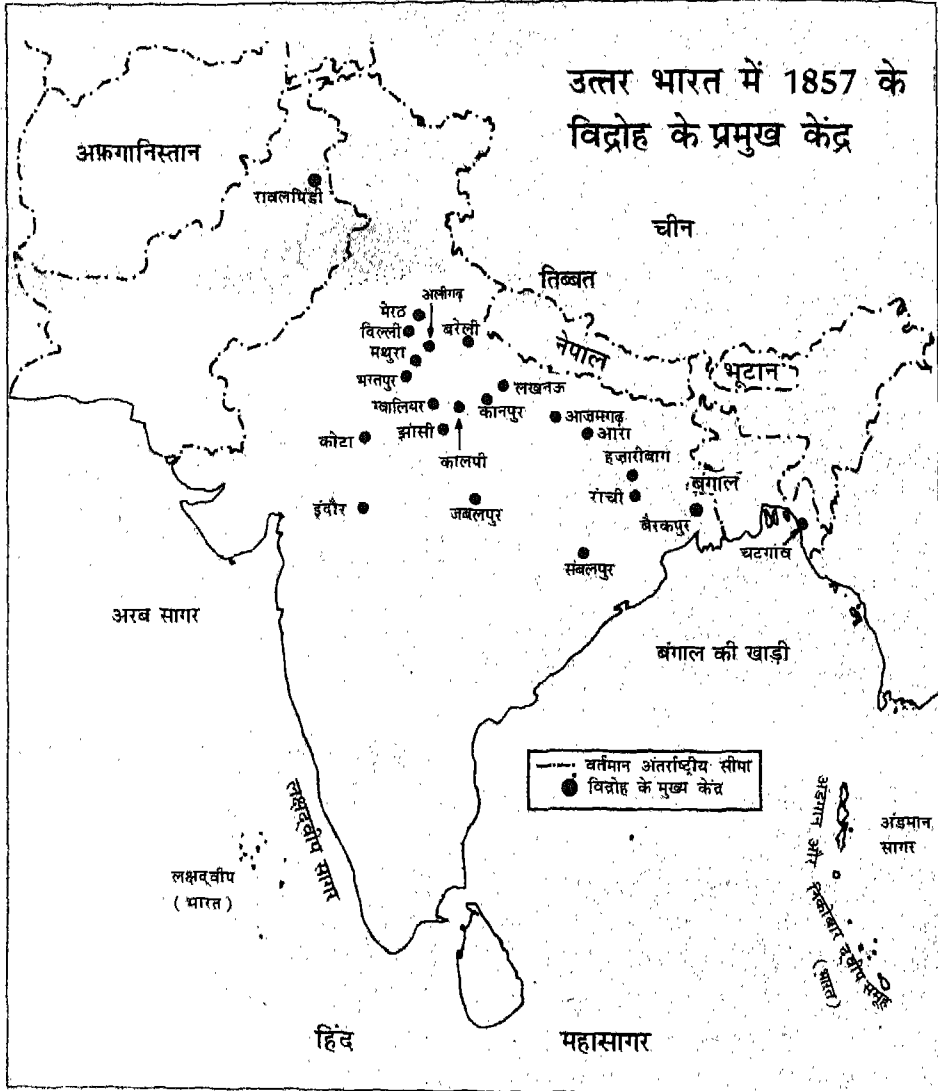 उत्तर भारत में 1857 के
विद्रोह के प्रमुख केंद्र
अफ़गानिस्तान
रावलपिंडी
चीन
तिब्बत
अलीगढ़
मेरठ
दिल्ली
बरेली
मथुरा
नेपाल
भूटान
भरतपुर
लखनऊ
ग्वालियर
कानपुर
आजमगढ़
झांसी
आरा
कोटा
कालपी
हज़ारीबाग
बंगाल
रांची
इंदौर
जबलपुर
बैरकपुर
चटगांव
संबलपुर
अरब सागर
बंगाल की खाड़ी
वर्तमान अंतर्राष्ट्रीय सीमा
विद्रोह के मुख्य केंद्र
लक्षद्वीप सागर
लक्षद्वीप
(भारत)
अंडमान
सागर
अंडमान और निकोबार द्वीप समूह
(भारत)
हिंद महासागर